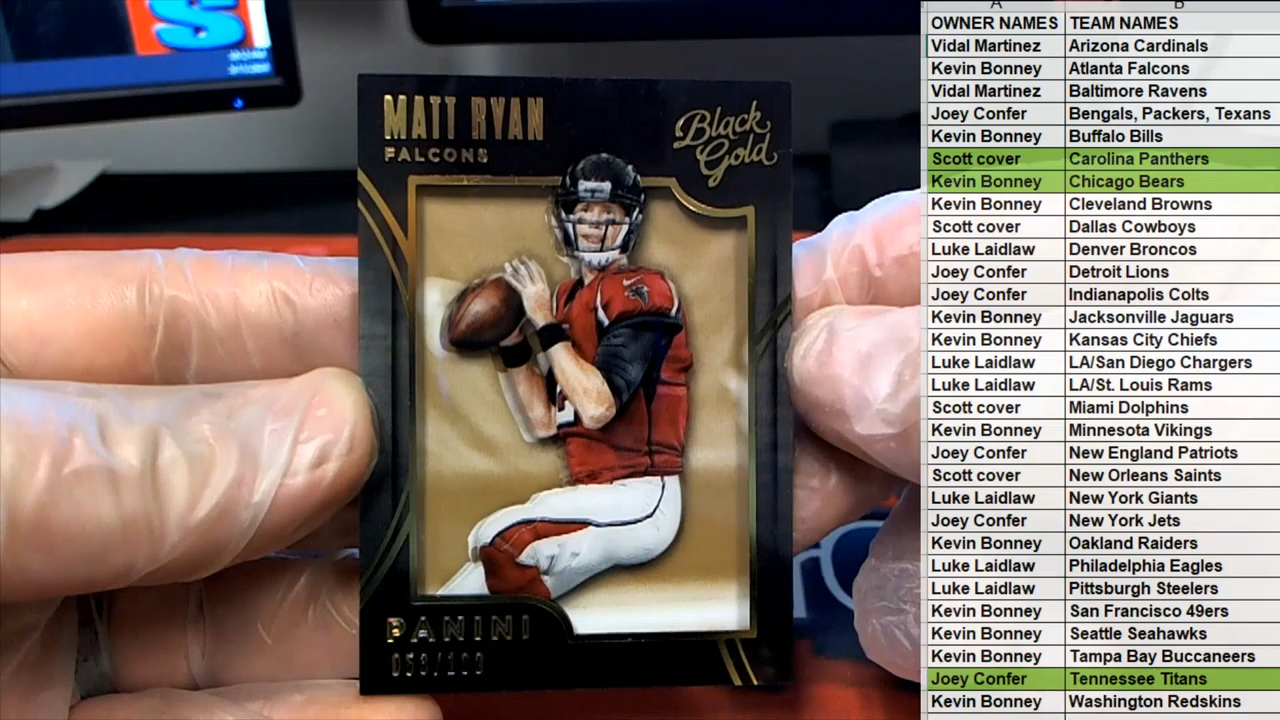 MATT RYAN
FALCONS
Black
Gold
PANINI
053/100
A B
OWNER NAMES TEAM NAMES
Vidal Martinez Arizona Cardinals
Kevin Bonney Atlanta Falcons
Vidal Martinez Baltimore Ravens
Joey Confer Bengals, Packers, Texans
Kevin Bonney Buffalo Bills
Scott cover Carolina Panthers
Kevin Bonney Chicago Bears
Kevin Bonney Cleveland Browns
Scott cover Dallas Cowboys
Luke Laidlaw Denver Broncos
Joey Confer Detroit Lions
Joey Confer Indianapolis Colts
Kevin Bonney Jacksonville Jaguars
Kevin Bonney Kansas City Chiefs
Luke Laidlaw LA/San Diego Chargers
Luke Laidlaw LA/St. Louis Rams
Scott cover Miami Dolphins
Kevin Bonney Minnesota Vikings
Joey Confer New England Patriots
Scott cover New Orleans Saints
Luke Laidlaw New York Giants
Joey Confer New York Jets
Kevin Bonney Oakland Raiders
Luke Laidlaw Philadelphia Eagles
Luke Laidlaw Pittsburgh Steelers
Kevin Bonney San Francisco 49ers
Kevin Bonney Seattle Seahawks
Kevin Bonney Tampa Bay Buccaneers
Joey Confer Tennessee Titans
Kevin Bonney Washington Redskins